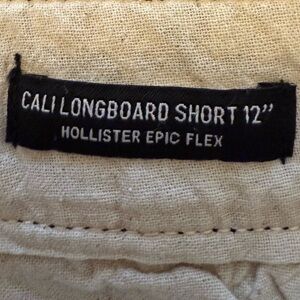 CALI LONGBOARD SHORT 12”
HOLLISTER EPIC FLEX